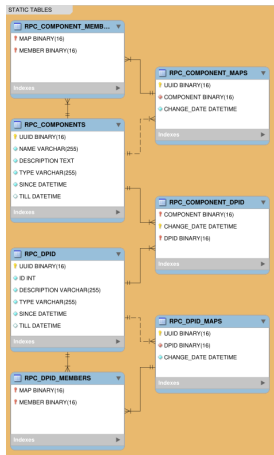 STATIC TABLES
RPC_COMPONENT_MEMB...
MAP BINARY(16)
MEMBER BINARY(16)
Indexes
RPC_COMPONENT_MAPS
UUID BINARY(16)
COMPONENT BINARY(16)
CHANGE_DATE DATETIME
Indexes
RPC_COMPONENTS
UUID BINARY(16)
NAME VARCHAR(255)
DESCRIPTION TEXT
TYPE VARCHAR(255)
SINCE DATETIME
TILL DATETIME
Indexes
RPC_COMPONENT_DPID
COMPONENT BINARY(16)
CHANGE_DATE DATETIME
DPID BINARY(16)
Indexes
RPC_DPID
UUID BINARY(16)
ID INT
DESCRIPTION VARCHAR(255)
TYPE VARCHAR(255)
SINCE DATETIME
TILL DATETIME
Indexes
RPC_DPID_MAPS
UUID BINARY(16)
DPID BINARY(16)
CHANGE_DATE DATETIME
Indexes
RPC_DPID_MEMBERS
MAP BINARY(16)
MEMBER BINARY(16)
Indexes